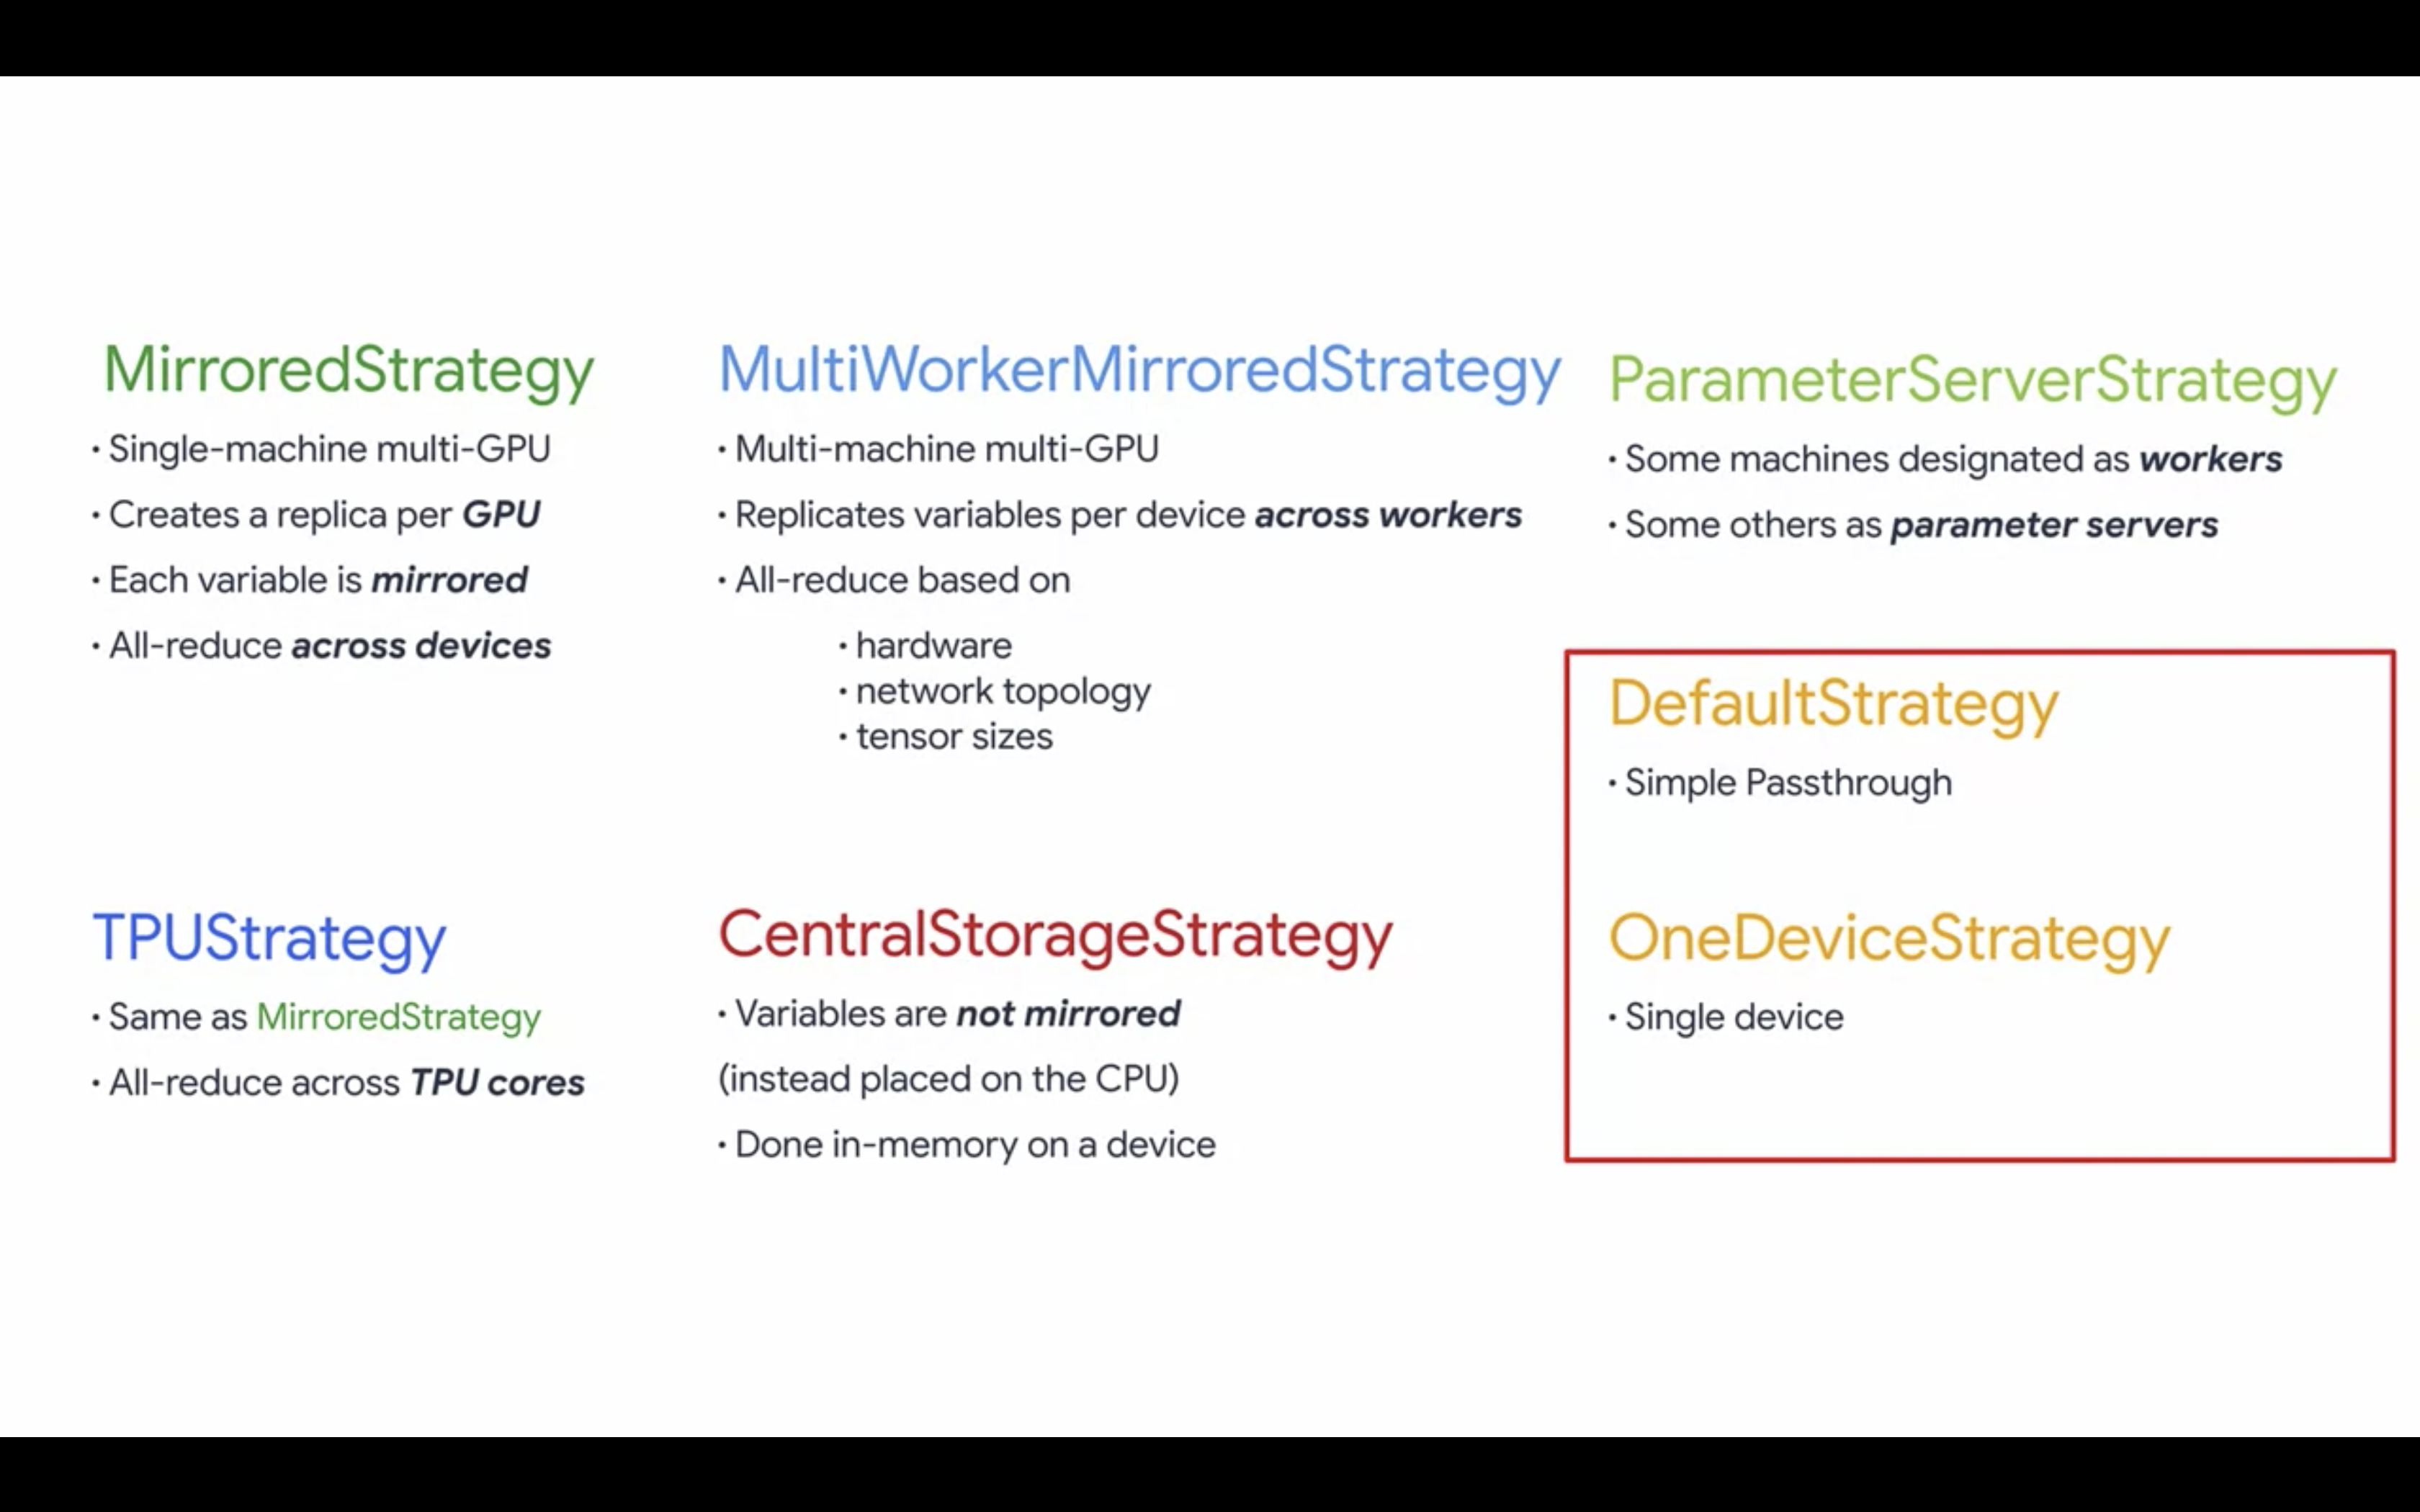 MirroredStrategy
· Single-machine multi-GPU
· Creates a replica per GPU
· Each variable is mirrored
· All-reduce across devices
MultiWorkerMirroredStrategy
· Multi-machine multi-GPU
· Replicates variables per device across workers
· All-reduce based on
· hardware
· network topology
· tensor sizes
ParameterServerStrategy
· Some machines designated as workers
· Some others as parameter servers
TPUStrategy
· Same as MirroredStrategy
· All-reduce across TPU cores
CentralStorageStrategy
· Variables are not mirrored
(instead placed on the CPU)
· Done in-memory on a device
DefaultStrategy
· Simple Passthrough
OneDeviceStrategy
· Single device